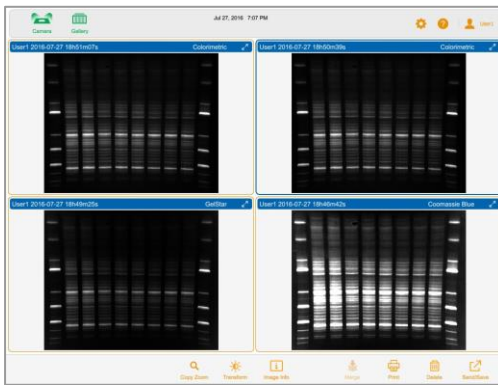 Jul 27, 2016 7:07 PM
Camera
Gallery
User1
User1 2016-07-27 18h51m07s
Colorimetric
User1 2016-07-27 18h50m39s
Colorimetric
User1 2016-07-27 18h49m25s
GelStar
User1 2016-07-27 18h46m42s
Coomassie Blue
Copy Zoom
Transform
Image Info
Merge
Print
Delete
Send/Save